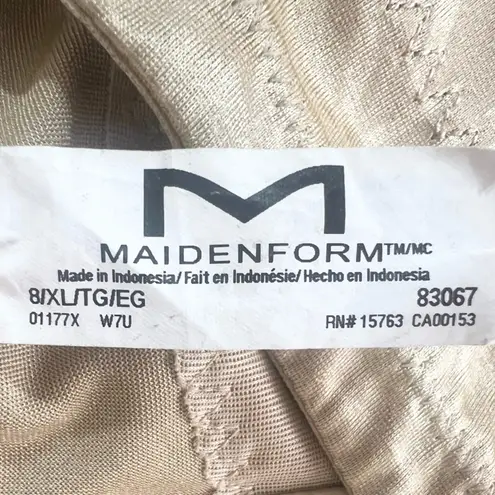 MAIDENFORM™/MC
Made in Indonesia/ Fait en Indonésie/ Hecho en Indonesia
8/XL/TG/EG 83067
01177X W7U RN# 15763 CA00153